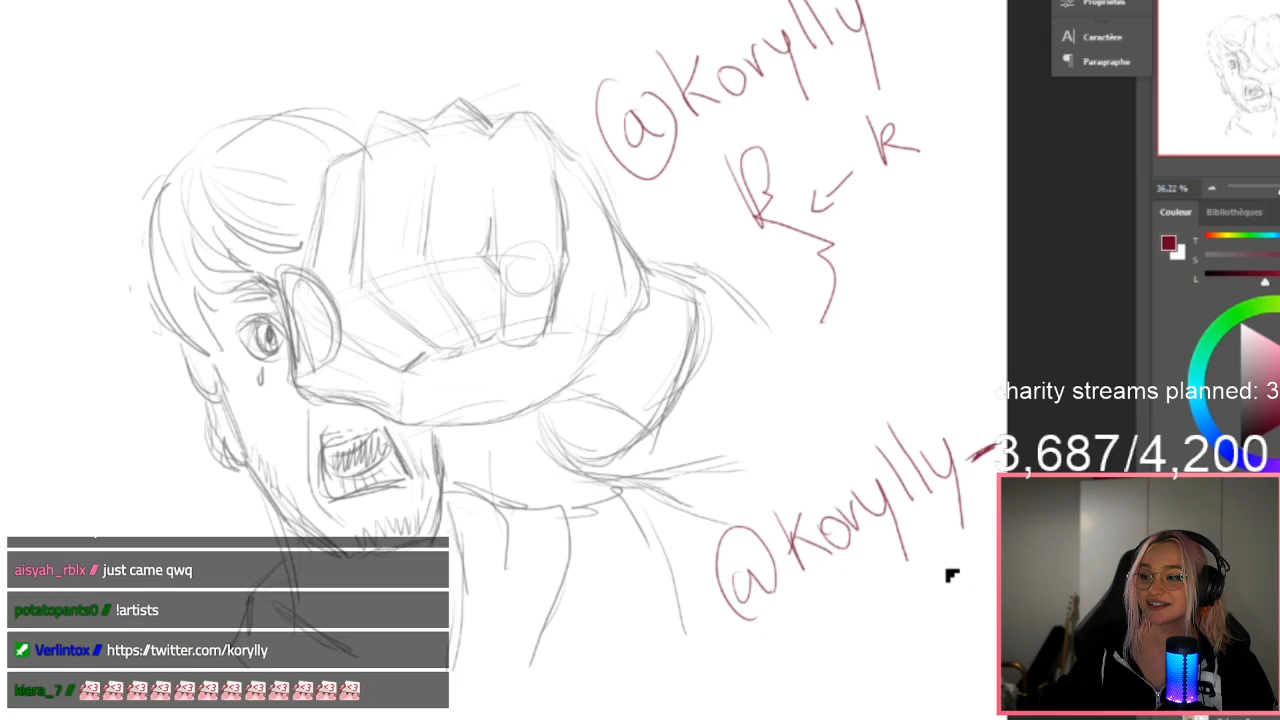 @korylly
R ← k
Propriétés
Caractère
Paragraphe
36,22 %
Couleur
Bibliothèques
T
S
L
charity streams planned: 3
3,687/4,200
@korylly-
aisyah_rblx // just came qwq
potatopants0 // !artists
Verlintox // https://twitter.com/korylly
kiera_7 //